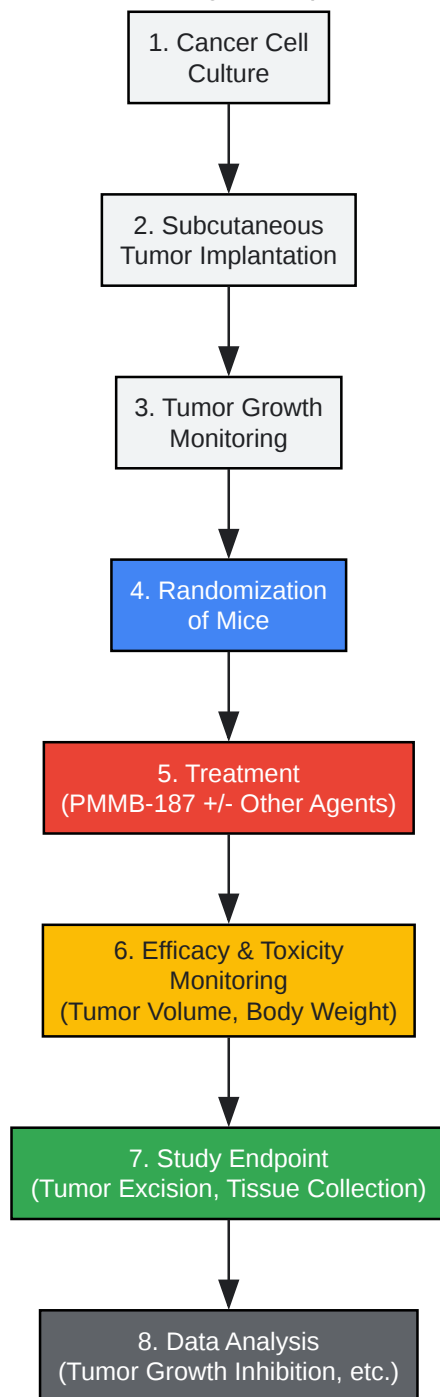 1. Cancer Cell
Culture
2. Subcutaneous
Tumor Implantation
3. Tumor Growth
Monitoring
4. Randomization
of Mice
5. Treatment
(PMMB-187 +/- Other Agents)
6. Efficacy & Toxicity
Monitoring
(Tumor Volume, Body Weight)
7. Study Endpoint
(Tumor Excision, Tissue Collection)
8. Data Analysis
(Tumor Growth Inhibition, etc.)